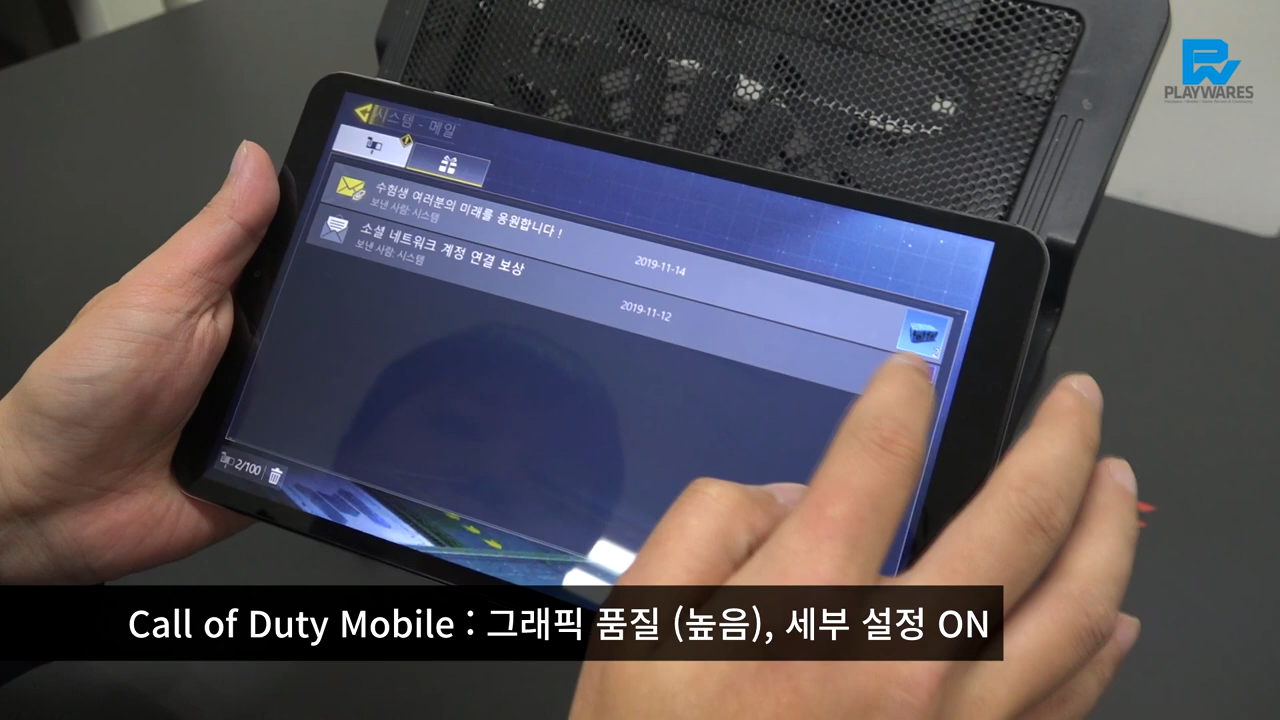 PLAYWARES
시스템 - 메일
수험생 여러분의 미래를 응원합니다 !
보낸 사람: 시스템
2019-11-14
소셜 네트워크 계정 연결 보상
보낸 사람: 시스템
2019-11-12
2/100
Call of Duty Mobile : 그래픽 품질 (높음), 세부 설정 ON